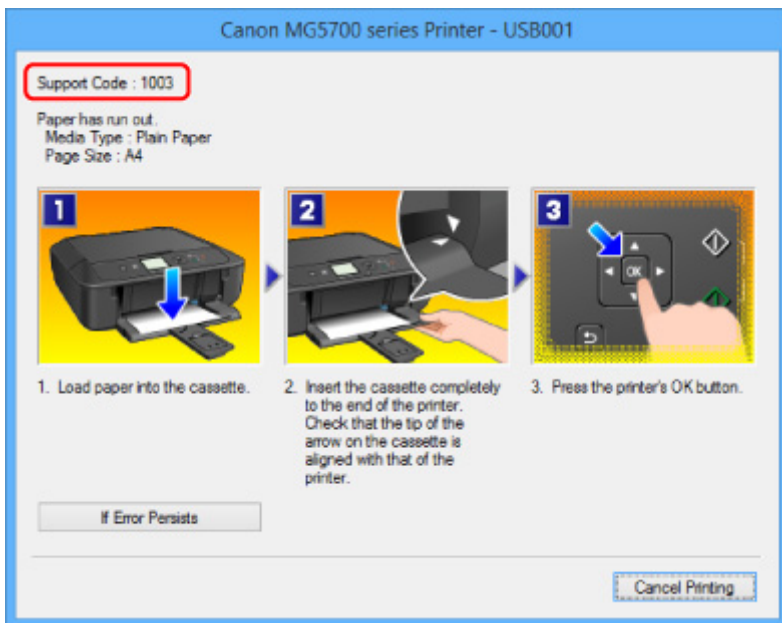 Canon MG5700 series Printer - USB001
Support Code : 1003
Paper has run out.
Media Type : Plain Paper
Page Size : A4
1
2
3
OK
1. Load paper into the cassette.
2. Insert the cassette completely
to the end of the printer.
Check that the tip of the
arrow on the cassette is
aligned with that of the
printer.
3. Press the printer's OK button.
If Error Persists
Cancel Printing